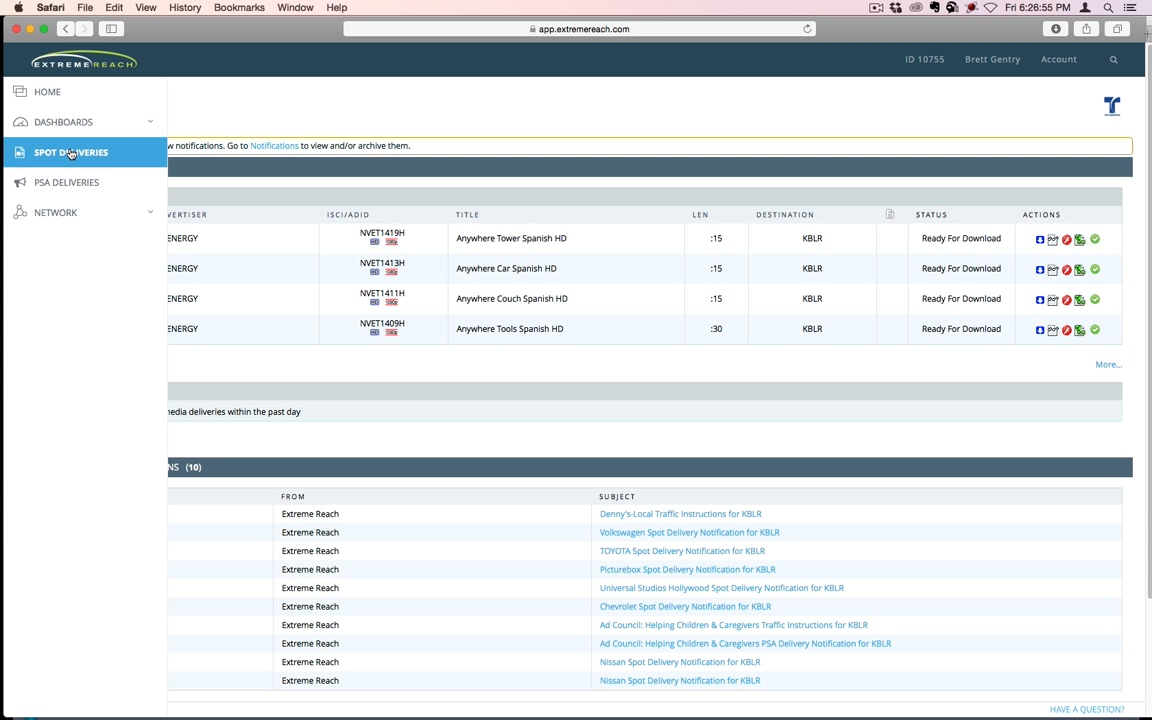 Safari File Edit View History Bookmarks Window Help Fri 6:26:55 PM
app.extremereach.com
EXTREME REACH ID 10755 Brett Gentry Account
HOME
DASHBOARDS
SPOT DELIVERIES
PSA DELIVERIES
NETWORK
w notifications. Go to Notifications to view and/or archive them.
VERTISER ISCI/ADID TITLE LEN DESTINATION STATUS ACTIONS
ENERGY NVET1419H Anywhere Tower Spanish HD :15 KBLR Ready For Download
ENERGY NVET1413H Anywhere Car Spanish HD :15 KBLR Ready For Download
ENERGY NVET1411H Anywhere Couch Spanish HD :15 KBLR Ready For Download
ENERGY NVET1409H Anywhere Tools Spanish HD :30 KBLR Ready For Download
More...
media deliveries within the past day
NS (10)
FROM SUBJECT
Extreme Reach Denny's-Local Traffic Instructions for KBLR
Extreme Reach Volkswagen Spot Delivery Notification for KBLR
Extreme Reach TOYOTA Spot Delivery Notification for KBLR
Extreme Reach Picturebox Spot Delivery Notification for KBLR
Extreme Reach Universal Studios Hollywood Spot Delivery Notification for KBLR
Extreme Reach Chevrolet Spot Delivery Notification for KBLR
Extreme Reach Ad Council: Helping Children & Caregivers Traffic Instructions for KBLR
Extreme Reach Ad Council: Helping Children & Caregivers PSA Delivery Notification for KBLR
Extreme Reach Nissan Spot Delivery Notification for KBLR
Extreme Reach Nissan Spot Delivery Notification for KBLR
HAVE A QUESTION?